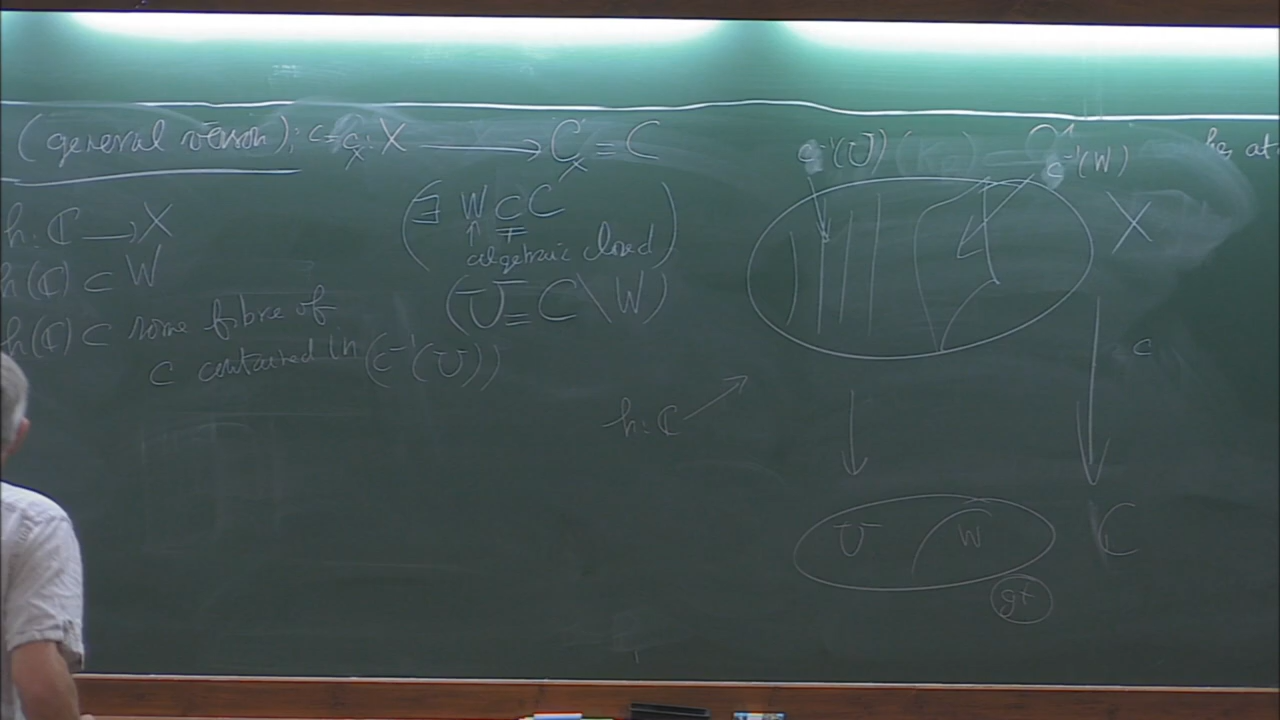 (general version): c = c_X : X ⟶ C_X = C
h: ℂ ⟶ X
h(ℂ) ⊂ W
h(ℂ) ⊂ some fibre of
c contained in (c⁻¹(U))
(∃ W ⊊ C
↑
algebraic closed)
(U = C \ W)
c⁻¹(U)
c⁻¹(W)
X
c
h: ℂ
U W C
gt